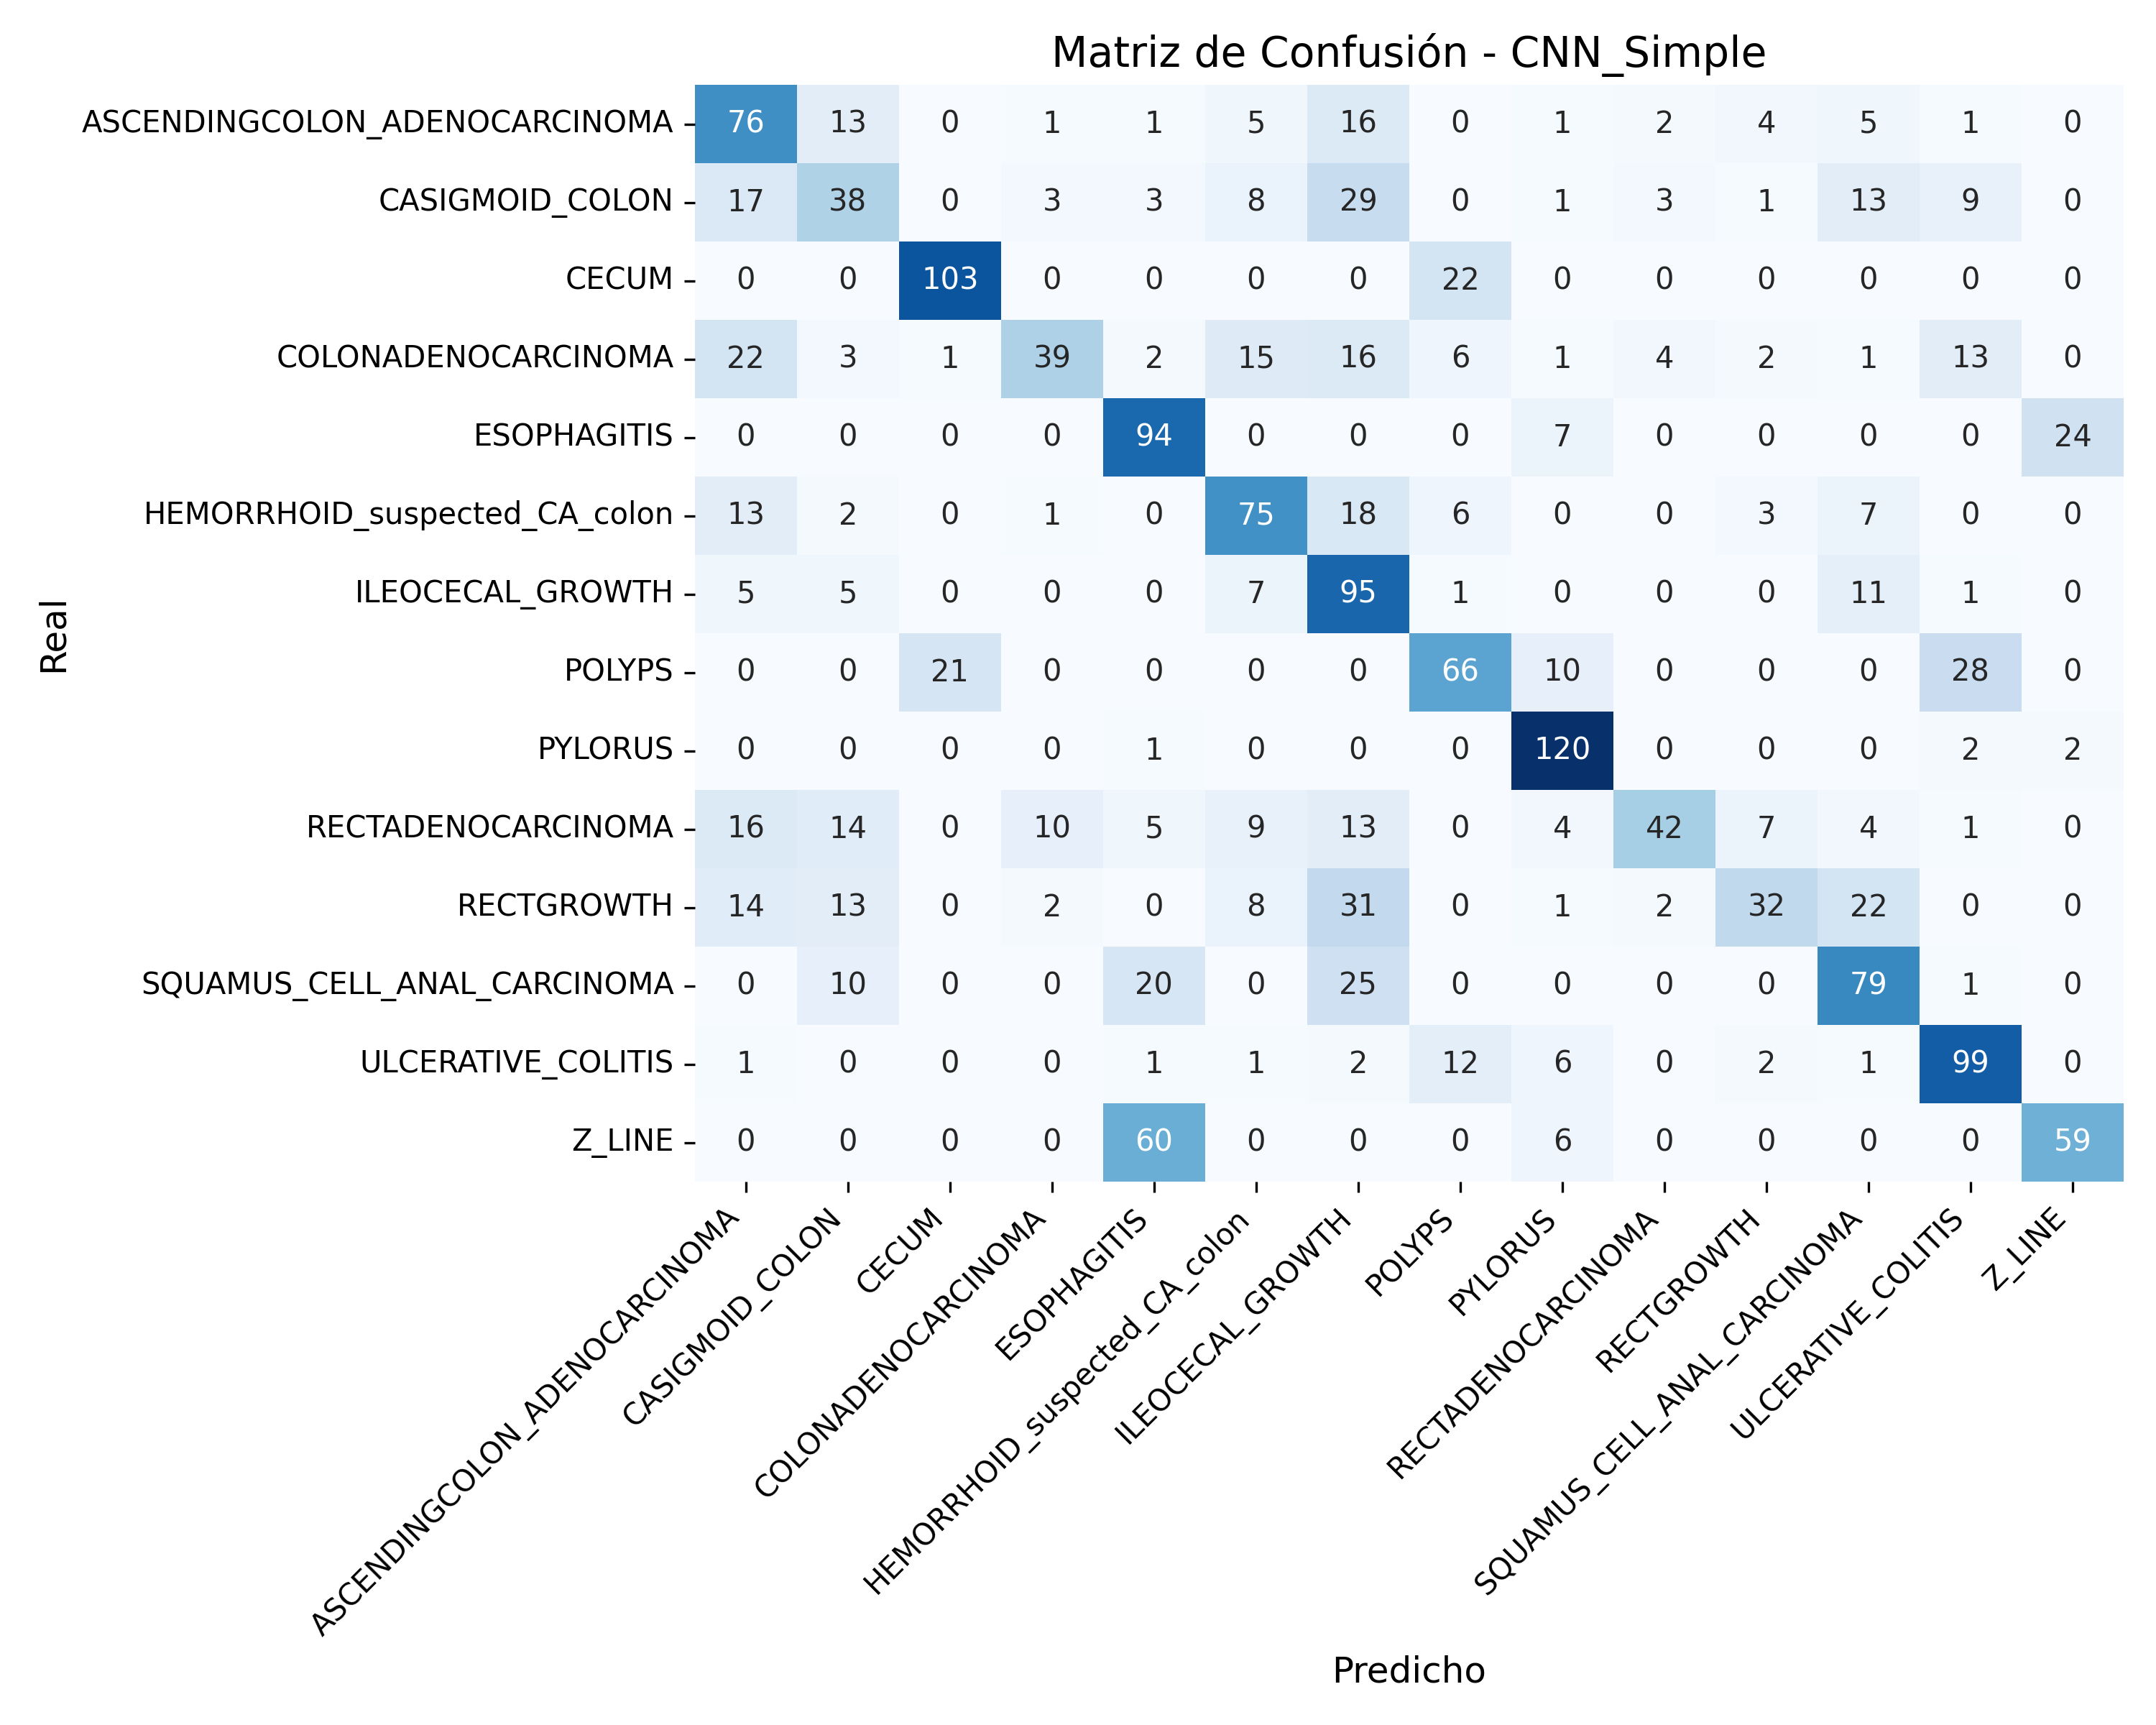 Matriz de Confusión - CNN_Simple
ASCENDINGCOLON_ADENOCARCINOMA 76 13 0 1 1 5 16 0 1 2 4 5 1 0
CASIGMOID_COLON 17 38 0 3 3 8 29 0 1 3 1 13 9 0
CECUM 0 0 103 0 0 0 0 22 0 0 0 0 0 0
COLONADENOCARCINOMA 22 3 1 39 2 15 16 6 1 4 2 1 13 0
ESOPHAGITIS 0 0 0 0 94 0 0 0 7 0 0 0 0 24
HEMORRHOID_suspected_CA_colon 13 2 0 1 0 75 18 6 0 0 3 7 0 0
ILEOCECAL_GROWTH 5 5 0 0 0 7 95 1 0 0 0 11 1 0
POLYPS 0 0 21 0 0 0 0 66 10 0 0 0 28 0
PYLORUS 0 0 0 0 1 0 0 0 120 0 0 0 2 2
RECTADENOCARCINOMA 16 14 0 10 5 9 13 0 4 42 7 4 1 0
RECTGROWTH 14 13 0 2 0 8 31 0 1 2 32 22 0 0
SQUAMUS_CELL_ANAL_CARCINOMA 0 10 0 0 20 0 25 0 0 0 0 79 1 0
ULCERATIVE_COLITIS 1 0 0 0 1 1 2 12 6 0 2 1 99 0
Z_LINE 0 0 0 0 60 0 0 0 6 0 0 0 0 59
Real
ASCENDINGCOLON_ADENOCARCINOMA
CASIGMOID_COLON
CECUM
COLONADENOCARCINOMA
ESOPHAGITIS
HEMORRHOID_suspected_CA_colon
ILEOCECAL_GROWTH
POLYPS
PYLORUS
RECTADENOCARCINOMA
RECTGROWTH
SQUAMUS_CELL_ANAL_CARCINOMA
ULCERATIVE_COLITIS
Z_LINE
Predicho